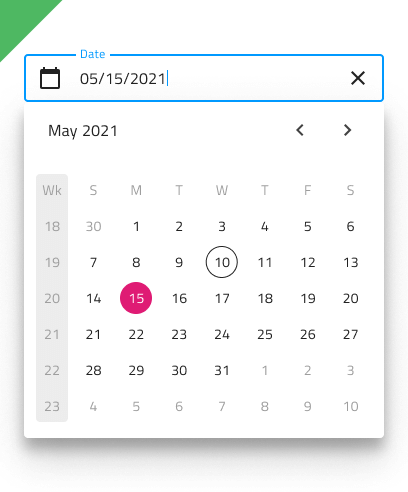 Date
05/15/2021
May 2021
Wk S M T W T F S
18 30 1 2 3 4 5 6
19 7 8 9 10 11 12 13
20 14 15 16 17 18 19 20
21 21 22 23 24 25 26 27
22 28 29 30 31 1 2 3
23 4 5 6 7 8 9 10